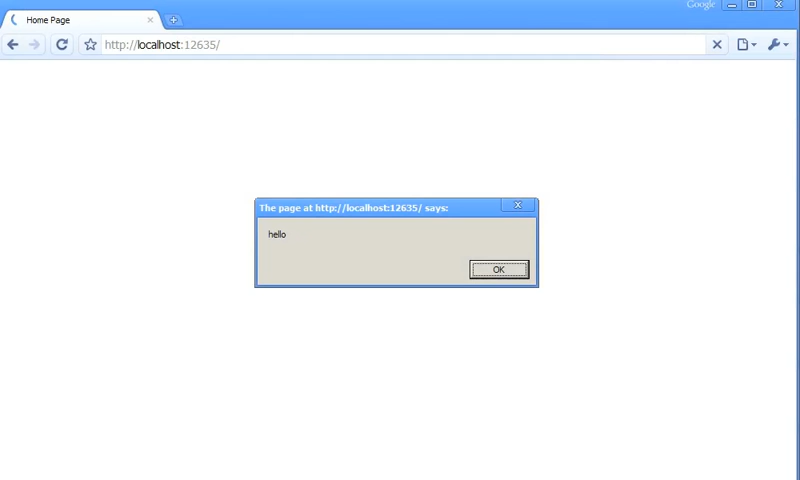 Google
Home Page
http://localhost:12635/
The page at http://localhost:12635/ says:
hello
OK